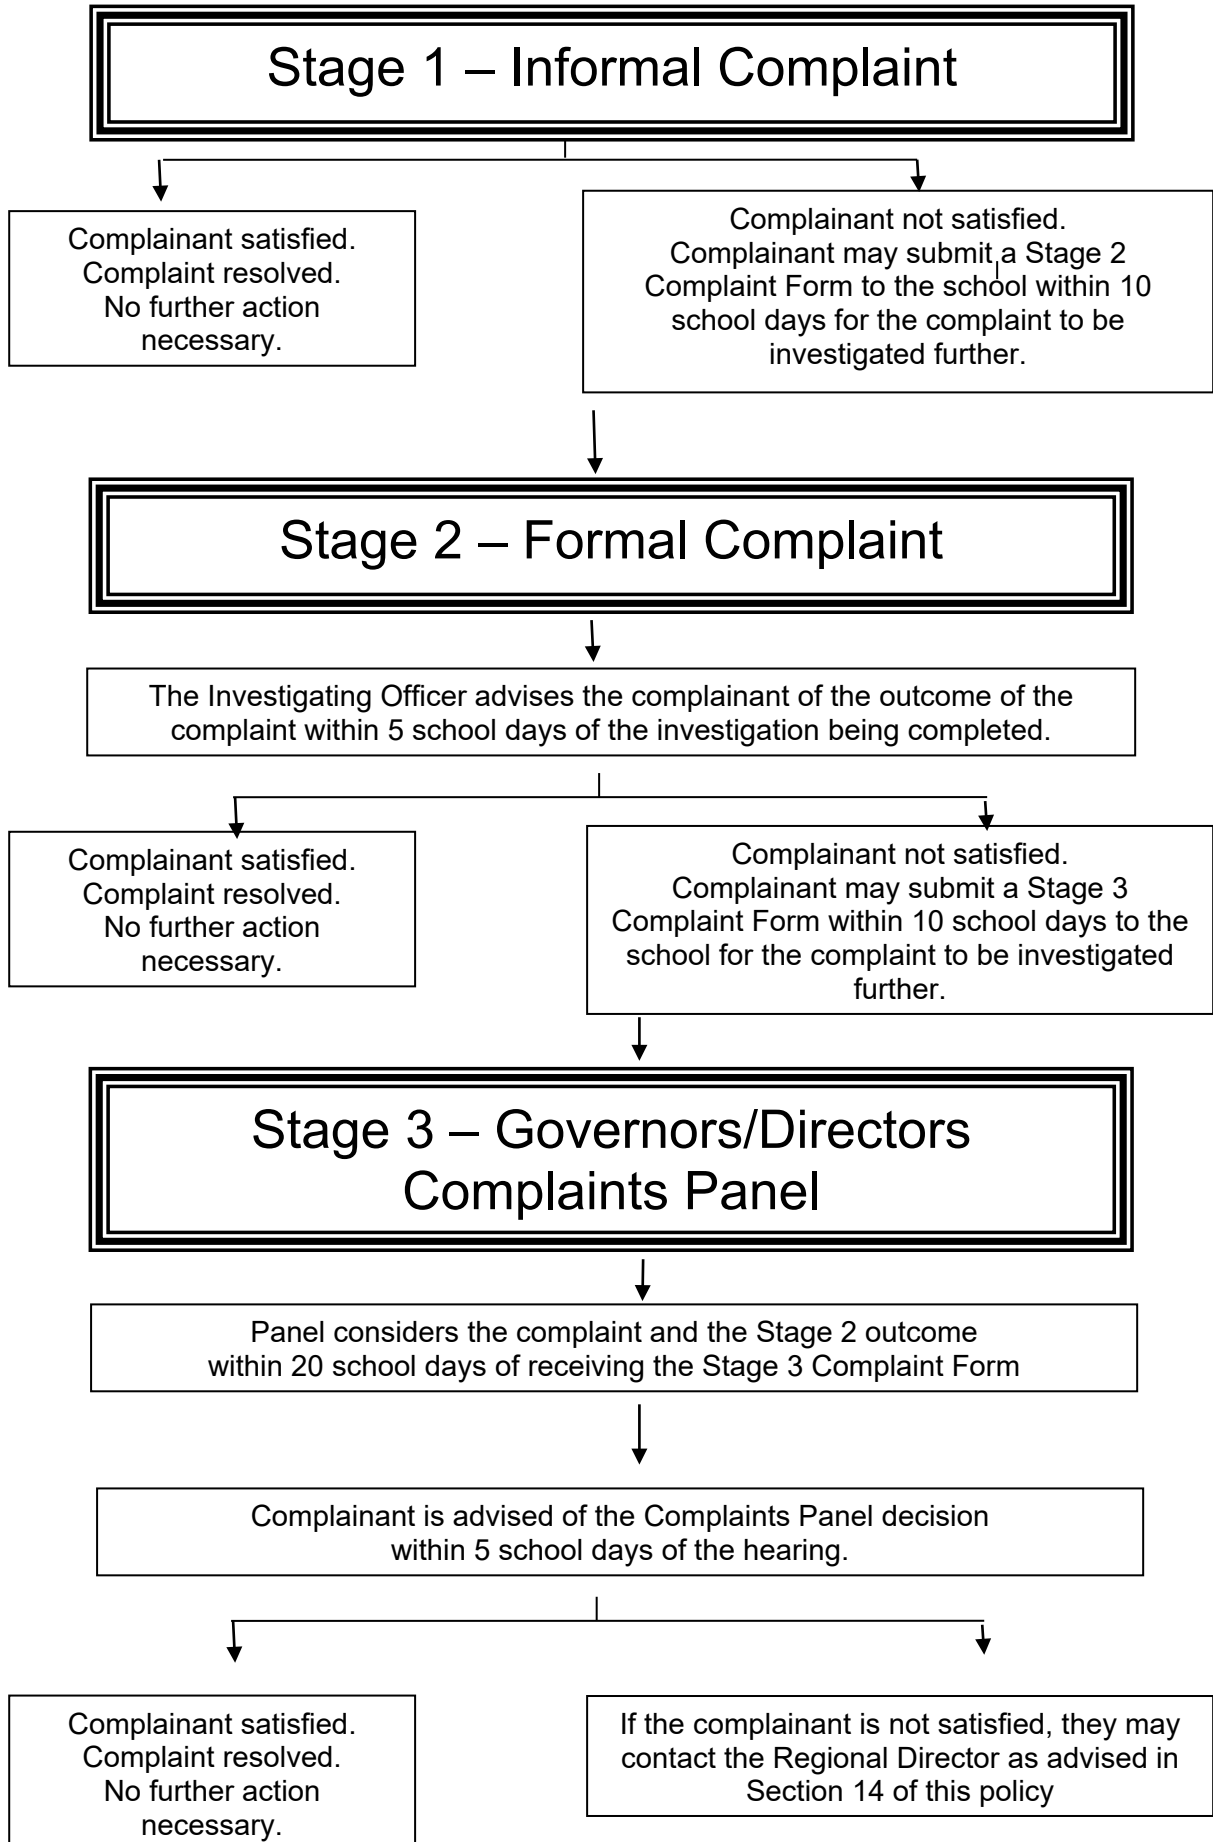 Stage 1 – Informal Complaint
Complainant satisfied.
Complaint resolved.
No further action
necessary.
Complainant not satisfied.
Complainant may submit a Stage 2
Complaint Form to the school within 10
school days for the complaint to be
investigated further.
Stage 2 – Formal Complaint
The Investigating Officer advises the complainant of the outcome of the
complaint within 5 school days of the investigation being completed.
Complainant satisfied.
Complaint resolved.
No further action
necessary.
Complainant not satisfied.
Complainant may submit a Stage 3
Complaint Form within 10 school days to the
school for the complaint to be investigated
further.
Stage 3 – Governors/Directors
Complaints Panel
Panel considers the complaint and the Stage 2 outcome
within 20 school days of receiving the Stage 3 Complaint Form
Complainant is advised of the Complaints Panel decision
within 5 school days of the hearing.
Complainant satisfied.
Complaint resolved.
No further action
necessary.
If the complainant is not satisfied, they may
contact the Regional Director as advised in
Section 14 of this policy